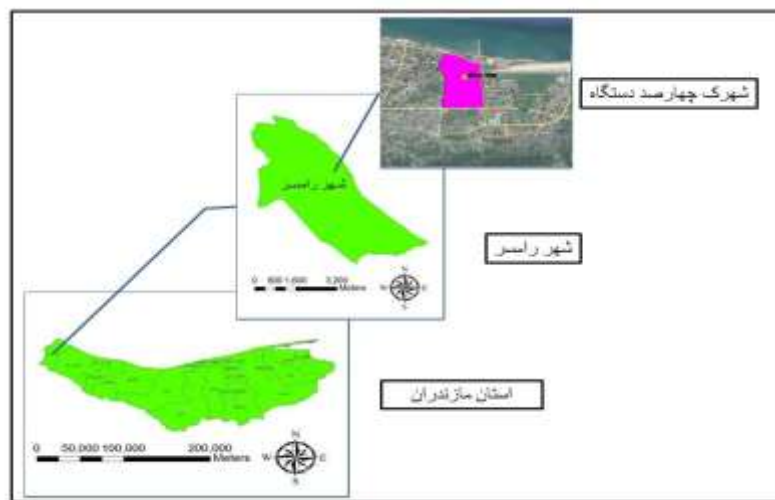 شهرک چهارصد دستگاه
شهر رامسر
شهر رامسر
0 800 1,600 3,200
Meters
N
W E
S
استان مازندران
0 50,000 100,000 200,000
Meters
N
W E
S